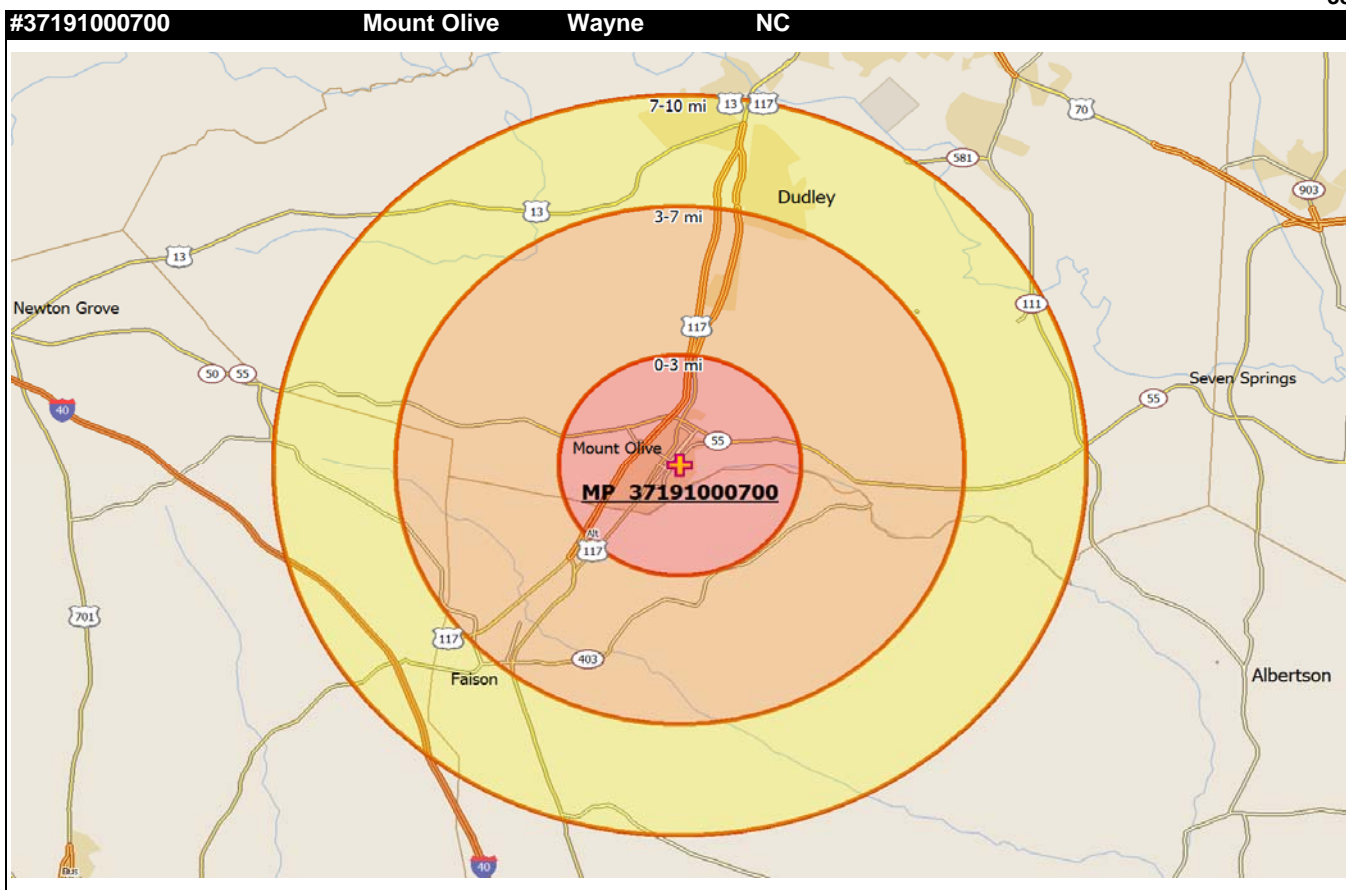 #37191000700 Mount Olive Wayne NC
7-10 mi
13
117
70
581
903
Dudley
3-7 mi
13
13
Newton Grove
111
117
0-3 mi
50
55
Seven Springs
40
55
Mount Olive
55
MP 37191000700
Alt
117
701
117
403
Faison
Albertson
40
Bus